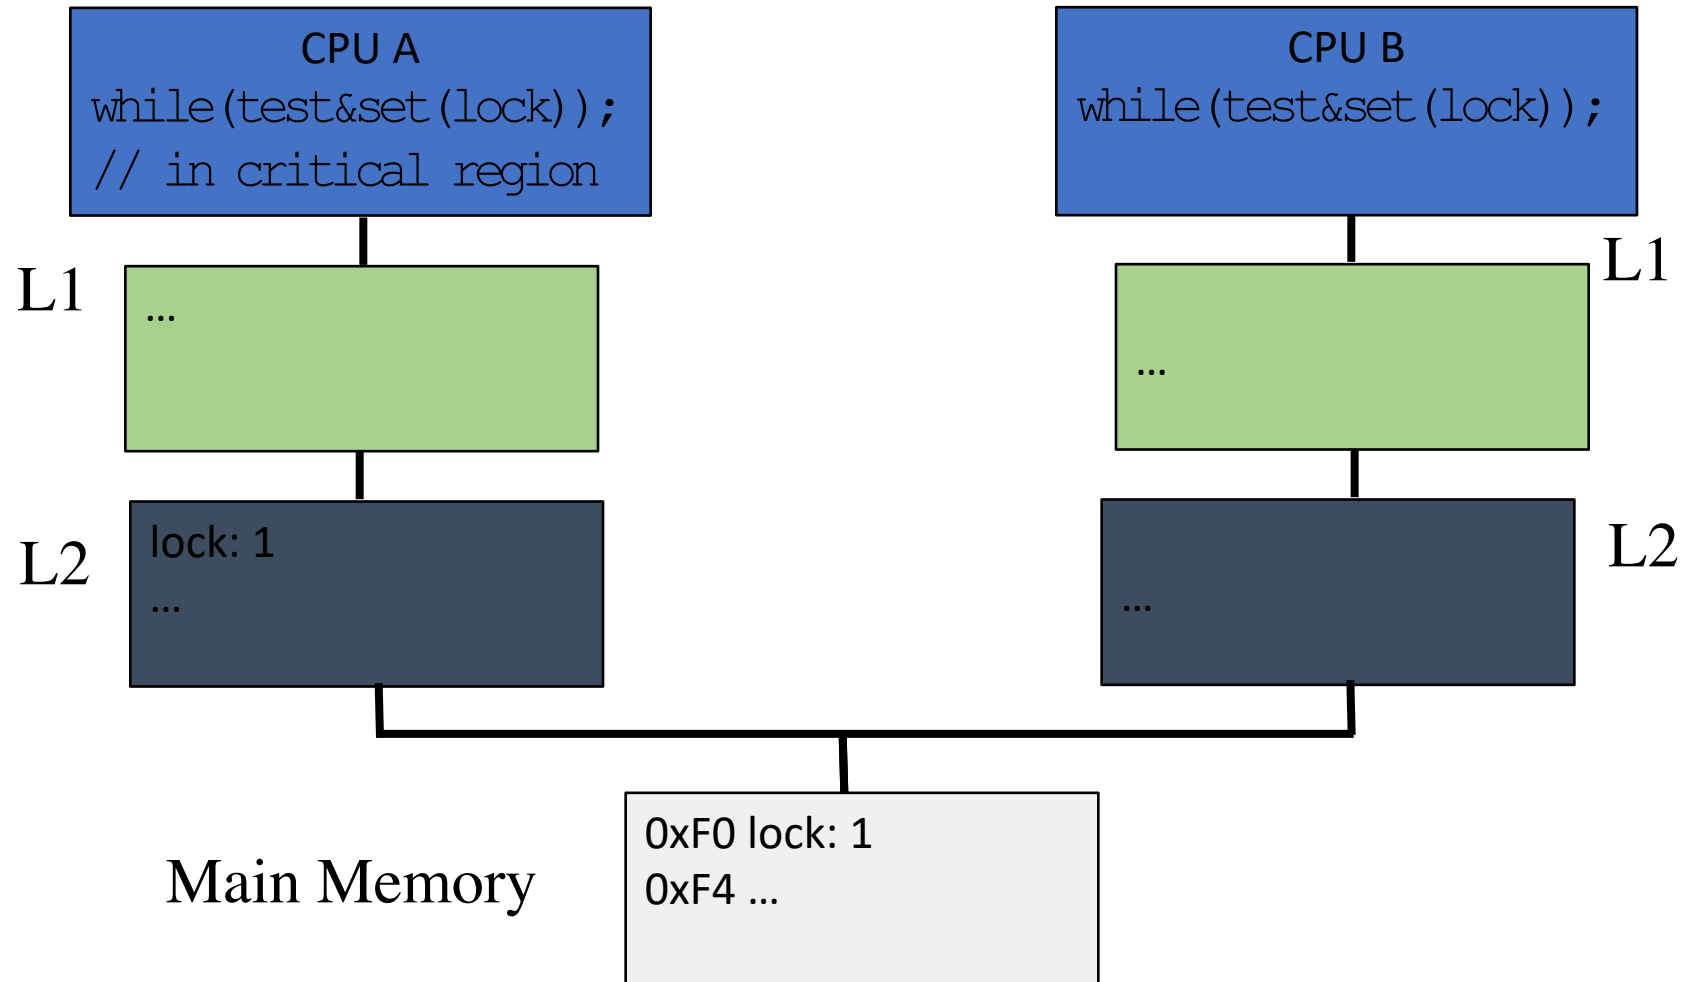 CPU A
while(test&set(lock));
// in critical region
CPU B
while(test&set(lock));
L1
…
L1
…
L2
lock: 1
…
L2
…
Main Memory
0xF0 lock: 1
0xF4 …